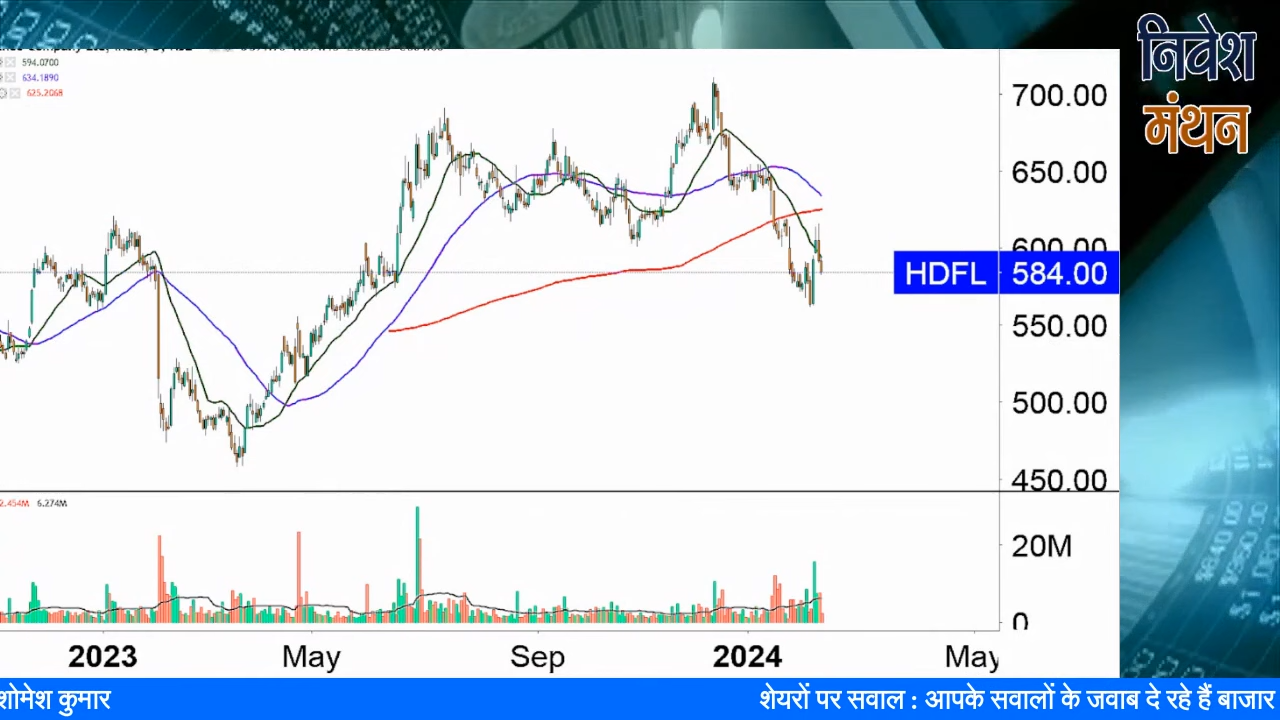 594.0700
634.1890
625.2068
निवेश
मंथन
700.00
650.00
600.00
HDFL 584.00
550.00
500.00
450.00
2.454M 6.274M
20M
0
2023 May Sep 2024 May
शोमेश कुमार
शेयरों पर सवाल : आपके सवालों के जवाब दे रहे हैं बाजार